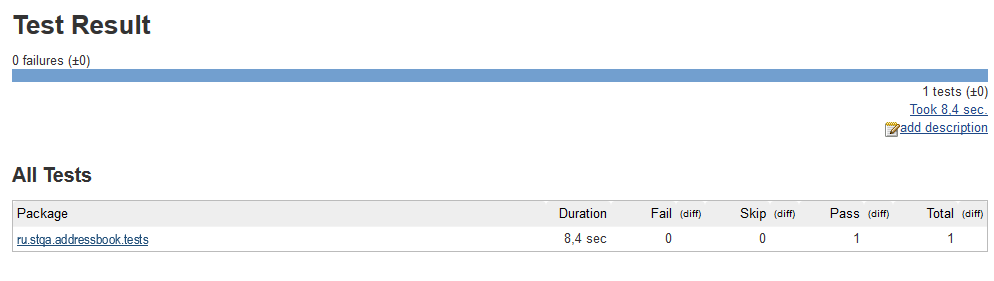 Test Result
0 failures (±0)
1 tests (±0)
Took 8,4 sec.
add description
All Tests
Package Duration Fail (diff) Skip (diff) Pass (diff) Total (diff)
ru.stqa.addressbook.tests 8,4 sec 0 0 1 1